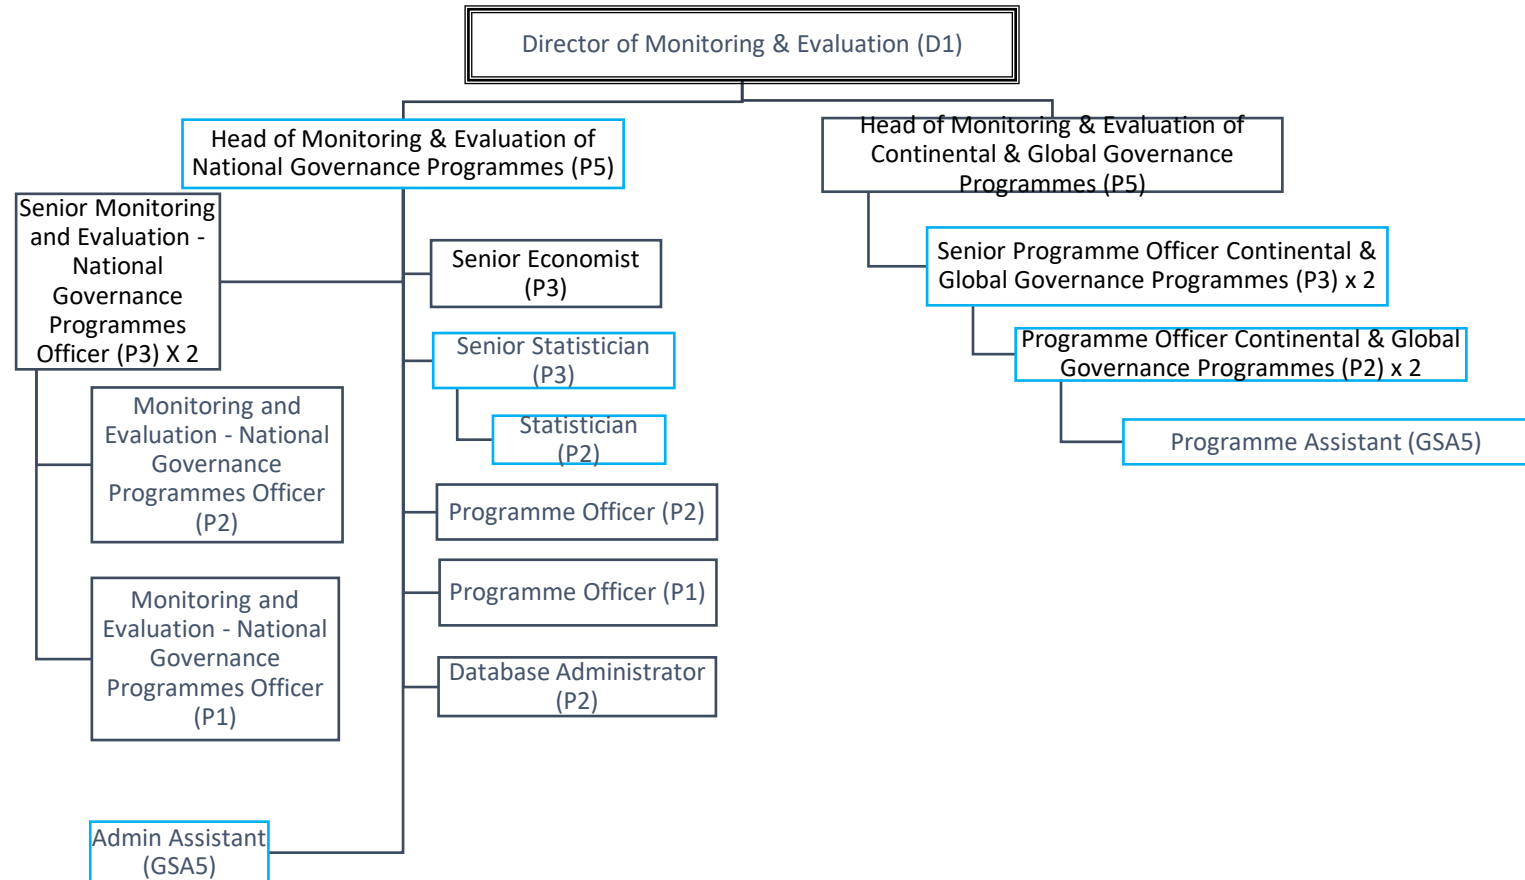 Director of Monitoring & Evaluation (D1)
Head of Monitoring & Evaluation of
National Governance Programmes (P5)
Head of Monitoring & Evaluation of
Continental & Global Governance
Programmes (P5)
Senior Monitoring
and Evaluation -
National
Governance
Programmes
Officer (P3) X 2
Monitoring and
Evaluation - National
Governance
Programmes Officer
(P2)
Monitoring and
Evaluation - National
Governance
Programmes Officer
(P1)
Senior Economist
(P3)
Senior Statistician
(P3)
Statistician
(P2)
Programme Officer (P2)
Programme Officer (P1)
Database Administrator
(P2)
Admin Assistant
(GSA5)
Senior Programme Officer Continental &
Global Governance Programmes (P3) x 2
Programme Officer Continental & Global
Governance Programmes (P2) x 2
Programme Assistant (GSA5)